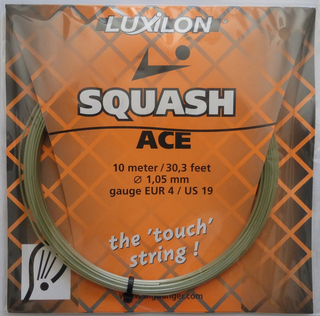 LUXILON
SQUASH
ACE
10 meter / 30,3 feet
Ø 1,05 mm
gauge EUR 4 / US 19
the 'touch'
string !